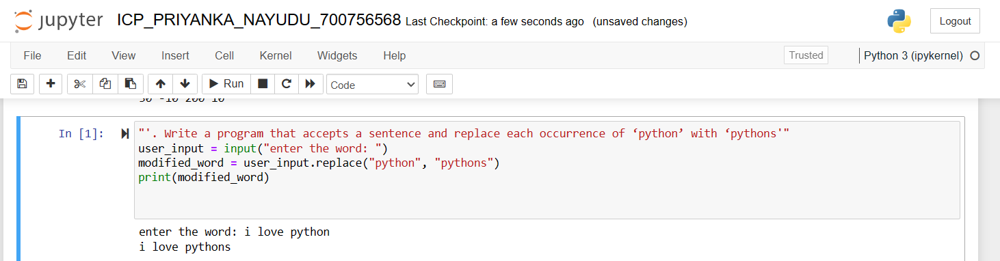 jupyter ICP_PRIYANKA_NAYUDU_700756568 Last Checkpoint: a few seconds ago (unsaved changes) Logout
File Edit View Insert Cell Kernel Widgets Help Trusted Python 3 (ipykernel)
Run Code
50 -10 200 10
In [1]: "'. Write a program that accepts a sentence and replace each occurrence of ‘python’ with ‘pythons'"
user_input = input("enter the word: ")
modified_word = user_input.replace("python", "pythons")
print(modified_word)
enter the word: i love python
i love pythons